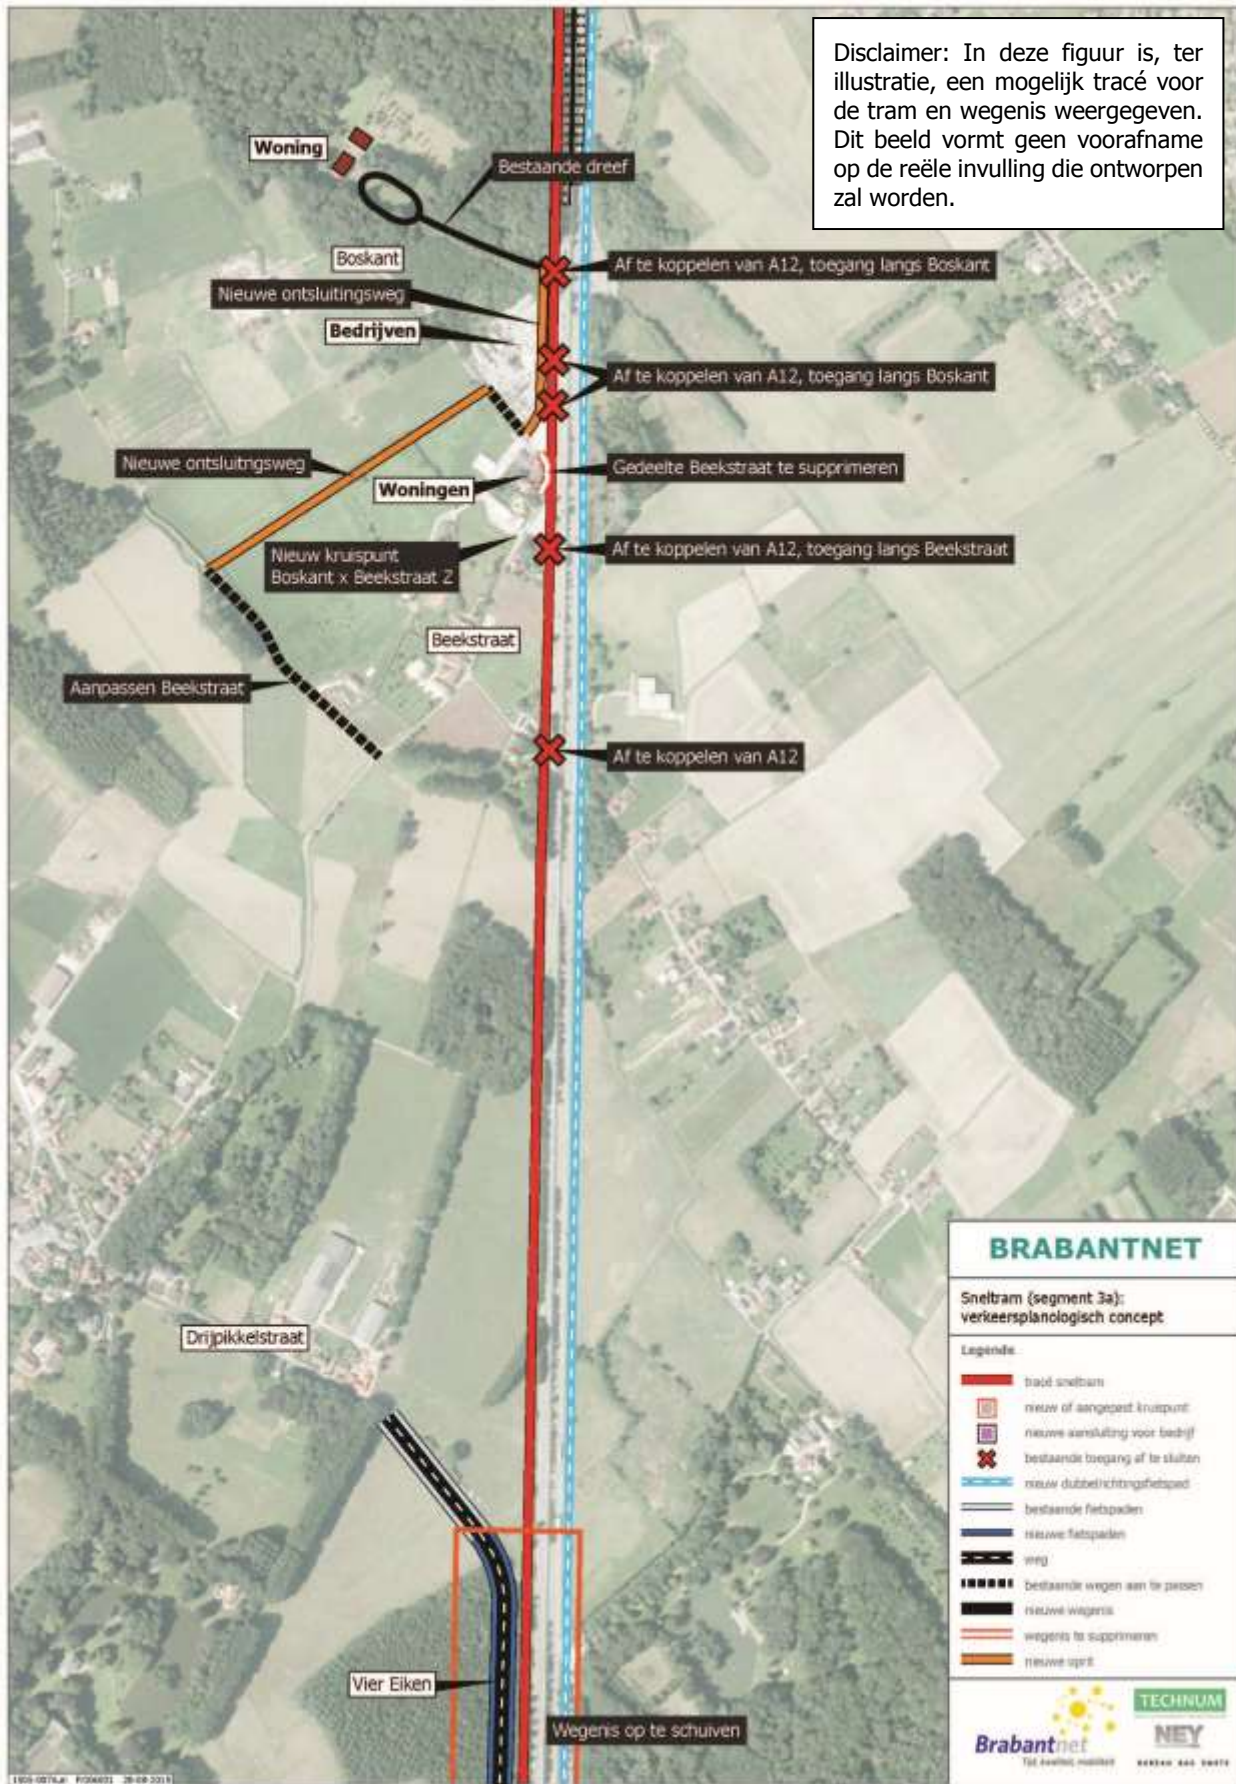 Disclaimer: In deze figuur is, ter
illustratie, een mogelijk tracé voor
de tram en wegenis weergegeven.
Dit beeld vormt geen voorafname
op de reële invulling die ontworpen
zal worden.
Woning
Bestaande dreef
Boskant
Af te koppelen van A12, toegang langs Boskant
Nieuwe ontsluitingsweg
Bedrijven
Af te koppelen van A12, toegang langs Boskant
Nieuwe ontsluitngsweg
Gedeelte Beekstraat te supprimeren
Woningen
Nieuw kruispunt
Boskant x Beekstraat Z
Af te koppelen van A12, toegang langs Beekstraat
Beekstraat
Aanpassen Beekstraat
Af te koppelen van A12
Drijpikkelstraat
Vier Eiken
Wegenis op te schuiven
BRABANTNET
Sneltram (segment 3a):
verkeersplanologisch concept
Legende
tracé sneltram
nieuw of aangepast kruispunt
nieuwe aansluiting voor bedrijf
bestaande toegang af te sluiten
nieuw dubbelrichtingsfietspad
bestaande fietspaden
nieuwe fietspaden
weg
bestaande wegen aan te passen
nieuwe wegenis
wegenis te supprimeren
nieuwe oprit
Brabantnet
TECHNUM
NEY